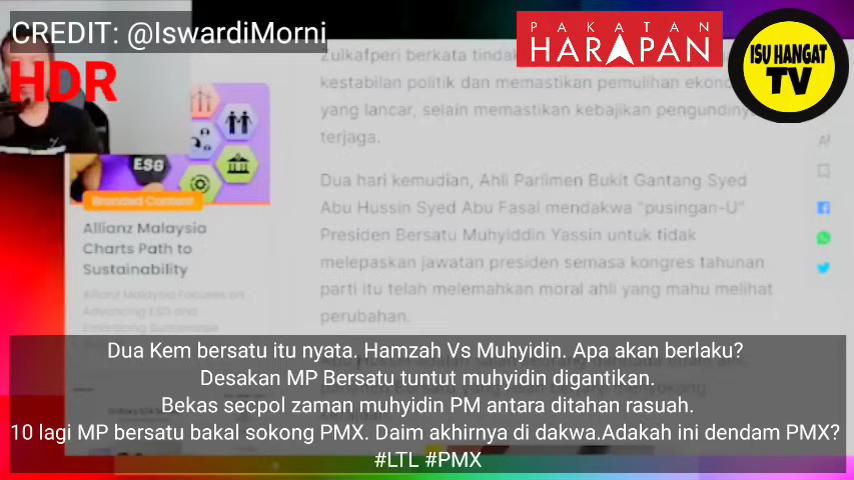 CREDIT: @IswardiMorni
HDR
PAKATAN
HARAPAN
ISU HANGAT
TV
Zulkafperi berkata
kestabilan politik dan memastikan pemulihan
yang lancar, selain memastikan kebajikan pengundinya
terjaga.
ESG
Branded Content
Allianz Malaysia
Charts Path to
Sustainability
Allianz Malaysia Focuses on
Advancing ESG and
Dua hari kemudian, Ahli Parlimen Bukit Gantang Syed
Abu Hussin Syed Abu Fasal mendakwa "pusingan-U"
Presiden Bersatu Muhyiddin Yassin untuk tidak
melepaskan jawatan presiden semasa kongres tahunan
parti itu telah melemahkan moral ahli yang mahu melihat
perubahan.
Dua Kem bersatu itu nyata. Hamzah Vs Muhyidin. Apa akan berlaku?
Desakan MP Bersatu tuntut muhyidin digantikan.
Bekas secpol zaman muhyidin PM antara ditahan rasuah.
10 lagi MP bersatu bakal sokong PMX. Daim akhirnya di dakwa.Adakah ini dendam PMX?
#LTL #PMX